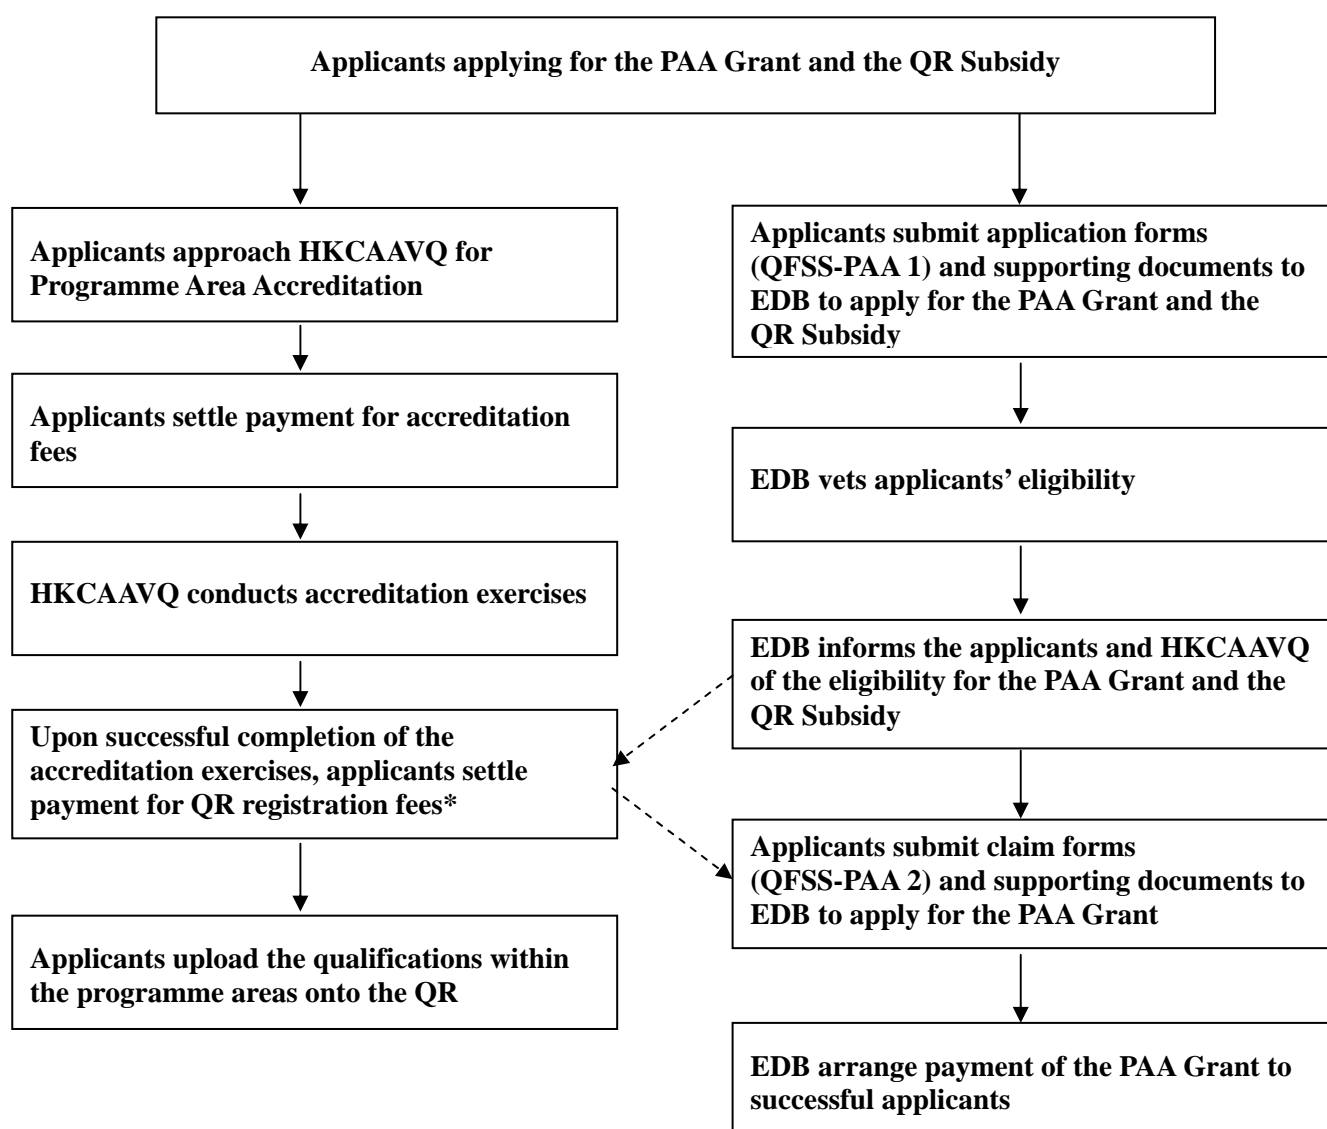 Applicants applying for the PAA Grant and the QR Subsidy
Applicants approach HKCAAVQ for
Programme Area Accreditation
Applicants settle payment for accreditation
fees
HKCAAVQ conducts accreditation exercises
Upon successful completion of the
accreditation exercises, applicants settle
payment for QR registration fees*
Applicants upload the qualifications within
the programme areas onto the QR
Applicants submit application forms
(QFSS-PAA 1) and supporting documents to
EDB to apply for the PAA Grant and the
QR Subsidy
EDB vets applicants’ eligibility
EDB informs the applicants and HKCAAVQ
of the eligibility for the PAA Grant and the
QR Subsidy
Applicants submit claim forms
(QFSS-PAA 2) and supporting documents to
EDB to apply for the PAA Grant
EDB arrange payment of the PAA Grant to
successful applicants